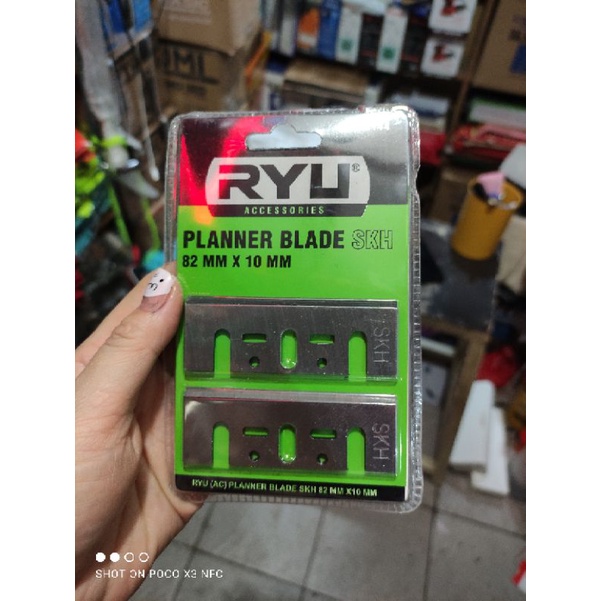 ML
RYU®
ACCESSORIES
PLANNER BLADE SKH
82 MM X 10 MM
SKH
SKH
RYU (AC) PLANNER BLADE SKH 82 MM X10 MM
SHOT ON POCO X3 NFC